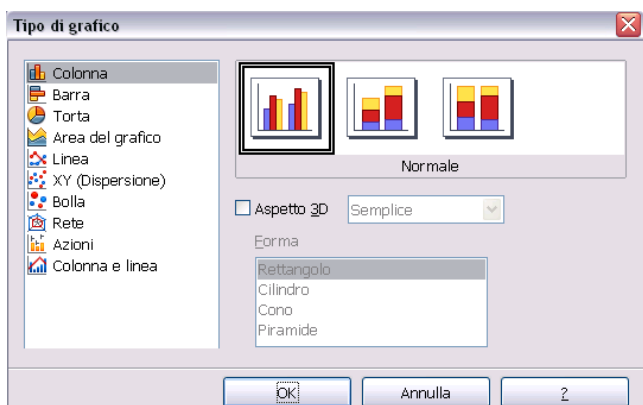 Tipo di grafico
Colonna
Barra
Torta
Area del grafico
Linea
XY (Dispersione)
Bolla
Rete
Azioni
Colonna e linea
Normale
Aspetto 3D
Semplice
Forma
Rettangolo
Cilindro
Cono
Piramide
OK
Annulla
?